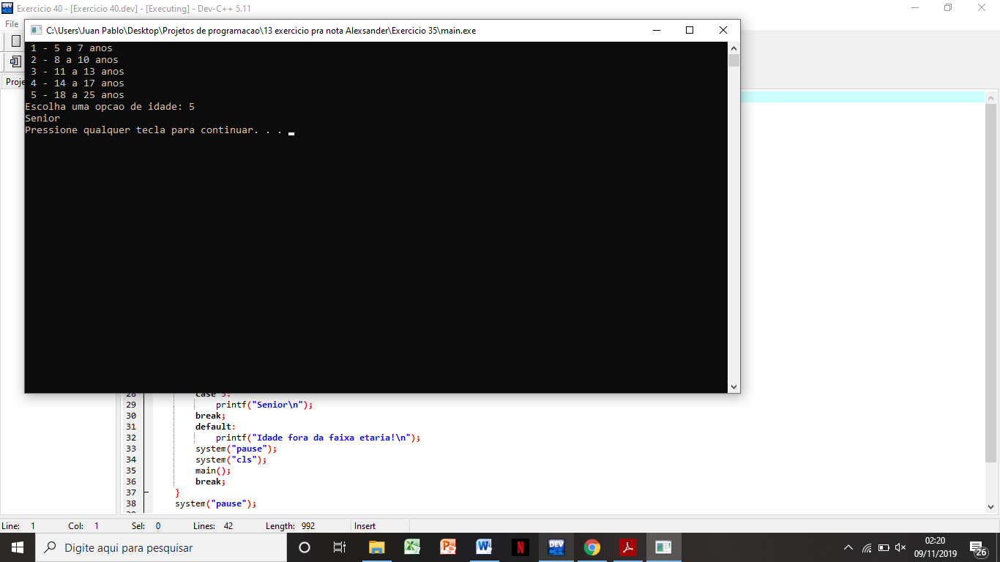 Exercicio 40 - [Exercicio 40.dev] - [Executing] - Dev-C++ 5.11
File
C:\Users\Juan Pablo\Desktop\Projetos de programacao\13 exercicio pra nota Alexsander\Exercicio 35\main.exe
1 - 5 a 7 anos
2 - 8 a 10 anos
3 - 11 a 13 anos
4 - 14 a 17 anos
5 - 18 a 25 anos
Escolha uma opcao de idade: 5
Senior
Pressione qualquer tecla para continuar. . .
Proje
28 case 5:
29 printf("Senior\n");
30 break;
31 default:
32 printf("Idade fora da faixa etaria!\n");
33 system("pause");
34 system("cls");
35 main();
36 break;
37 }
38 system("pause");
Line: 1 Col: 1 Sel: 0 Lines: 42 Length: 992 Insert
Digite aqui para pesquisar
DEV
02:20
09/11/2019
26